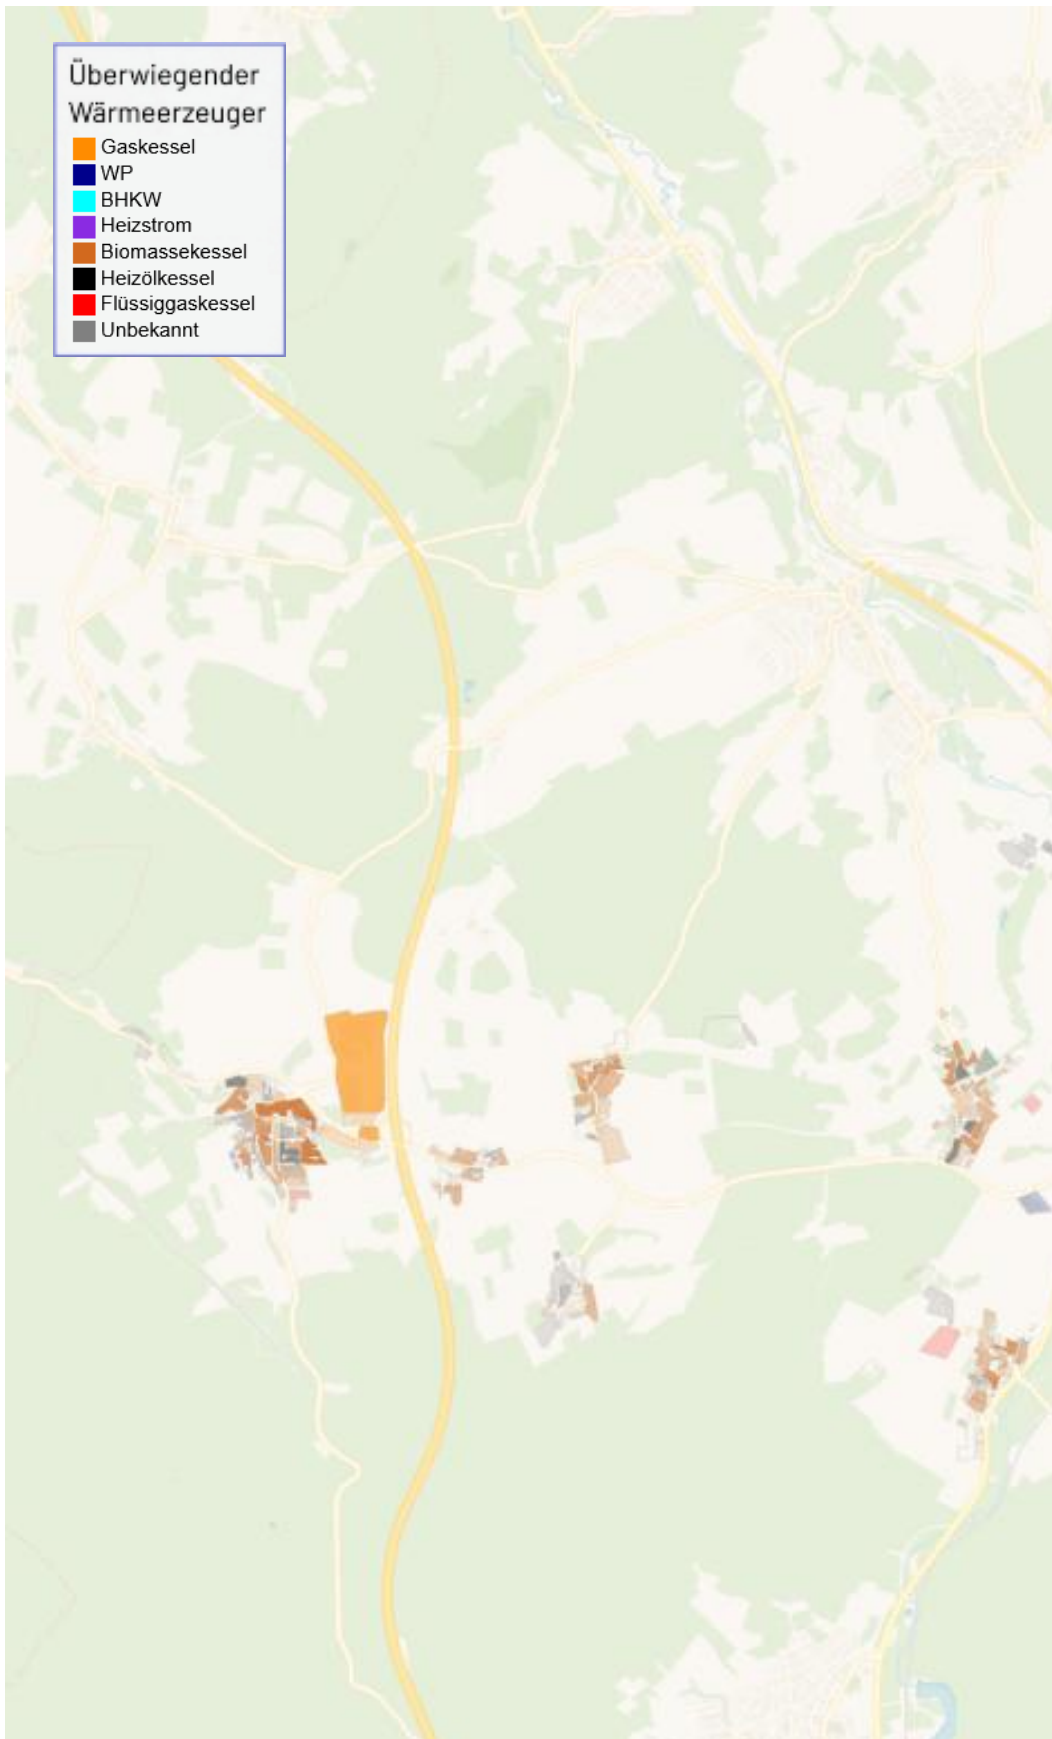 Überwiegender
Wärmeerzeuger
Gaskessel
WP
BHKW
Heizstrom
Biomassekessel
Heizölkessel
Flüssiggaskessel
Unbekannt